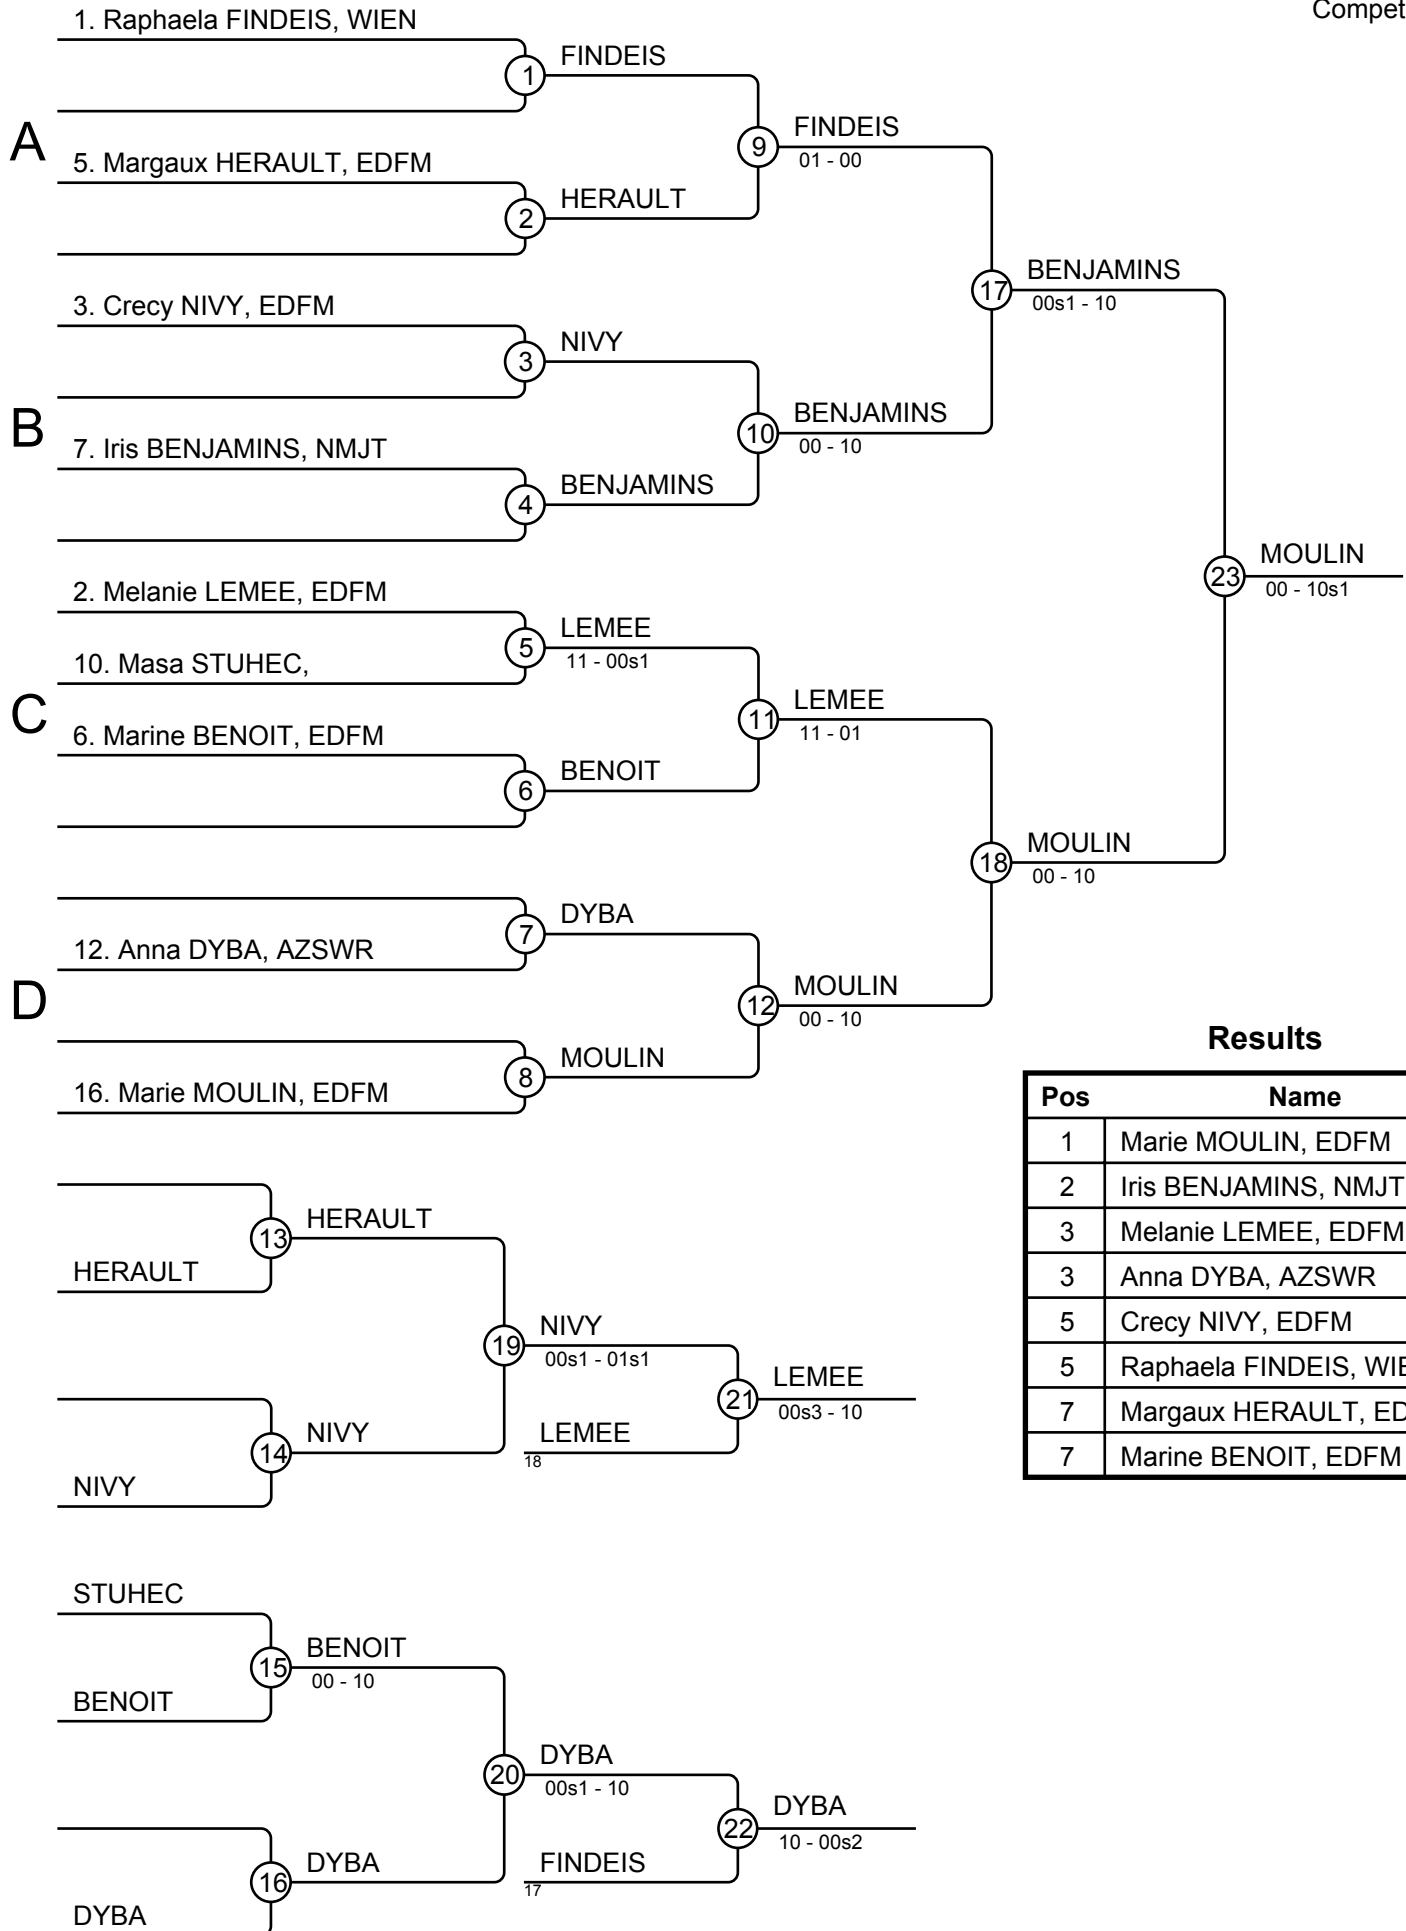 Compet
1. Raphaela FINDEIS, WIEN
1
FINDEIS
A
5. Margaux HERAULT, EDFM
2
HERAULT
9
FINDEIS
01 - 00
3. Crecy NIVY, EDFM
3
NIVY
B
7. Iris BENJAMINS, NMJT
4
BENJAMINS
10
BENJAMINS
00 - 10
17
BENJAMINS
00s1 - 10
2. Melanie LEMEE, EDFM
5
LEMEE
11 - 00s1
10. Masa STUHEC,
C
6. Marine BENOIT, EDFM
6
BENOIT
11
LEMEE
11 - 01
7
DYBA
12. Anna DYBA, AZSWR
D
8
MOULIN
16. Marie MOULIN, EDFM
12
MOULIN
00 - 10
18
MOULIN
00 - 10
23
MOULIN
00 - 10s1
13
HERAULT
HERAULT
14
NIVY
NIVY
19
NIVY
00s1 - 01s1
LEMEE
18
21
LEMEE
00s3 - 10
STUHEC
15
BENOIT
00 - 10
BENOIT
16
DYBA
DYBA
20
DYBA
00s1 - 10
FINDEIS
17
22
DYBA
10 - 00s2
Results
Pos Name
1 Marie MOULIN, EDFM
2 Iris BENJAMINS, NMJT
3 Melanie LEMEE, EDFM
3 Anna DYBA, AZSWR
5 Crecy NIVY, EDFM
5 Raphaela FINDEIS, WIE
7 Margaux HERAULT, ED
7 Marine BENOIT, EDFM